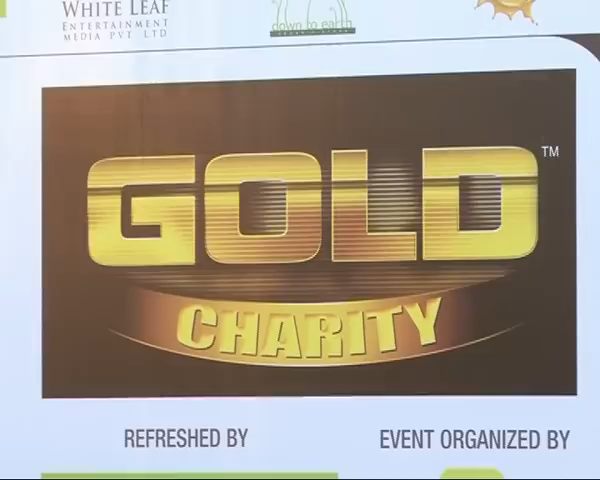 WHITE LEAF
ENTERTAINMENT
MEDIA PVT LTD
down to earth
GOLD TM
CHARITY
REFRESHED BY
EVENT ORGANIZED BY